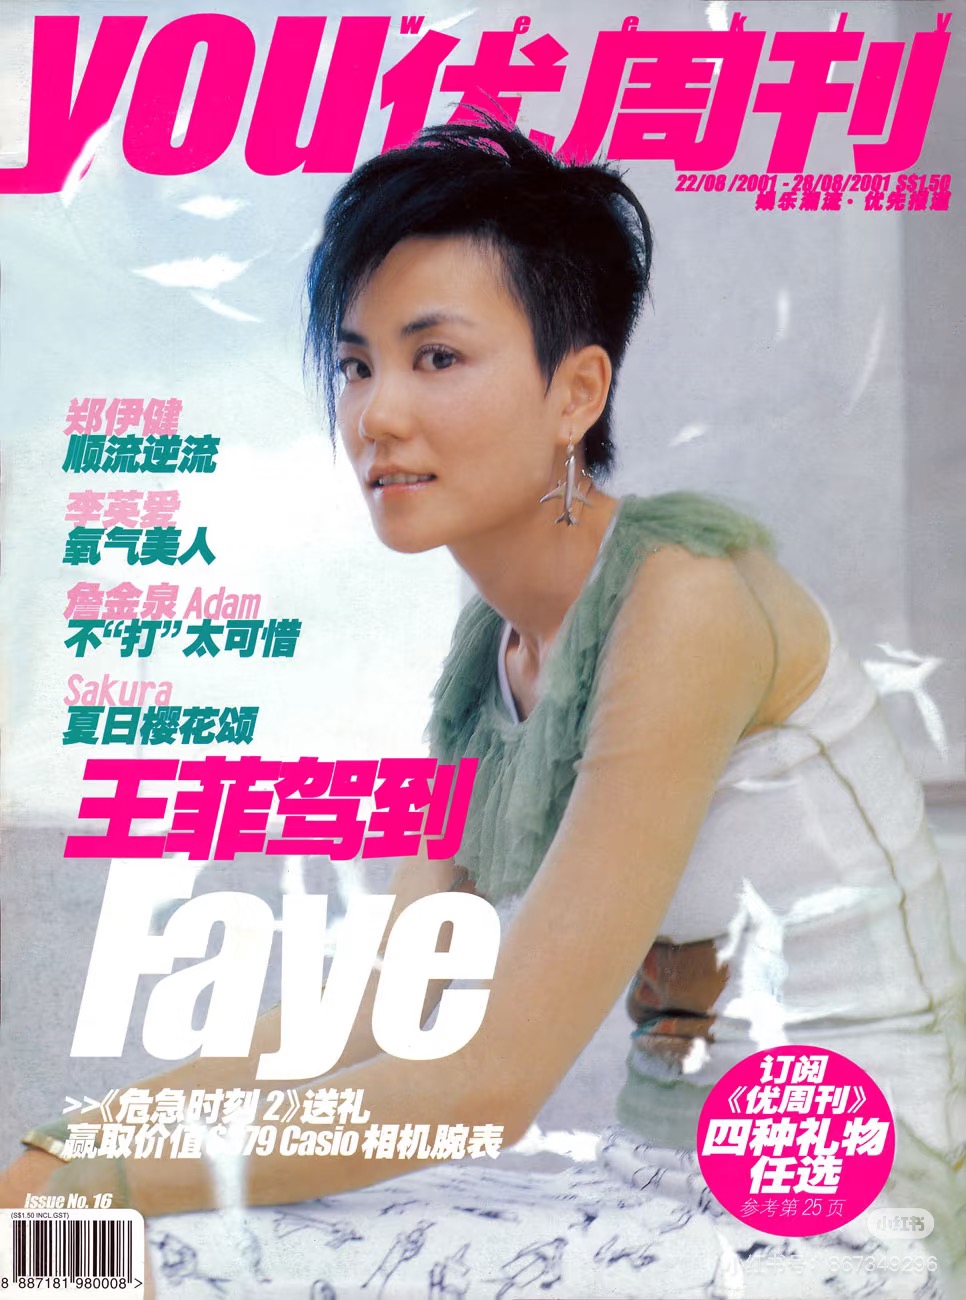 you weekly 优周刊
22/08/2001 - 28/08/2001 S$1.50
娱乐潮流·优先报道
郑伊健
顺流逆流
李英爱
氧气美人
詹金泉 Adam
不“打”太可惜
Sakura
夏日樱花颂
王菲驾到
Faye
>>《危急时刻 2》送礼
赢取价值 S$179 Casio 相机腕表
Issue No. 16
(S$1.50 INCL.GST)
8 887181 980008 >
订阅
《优周刊》
四种礼物
任选
参考第 25 页
小红书